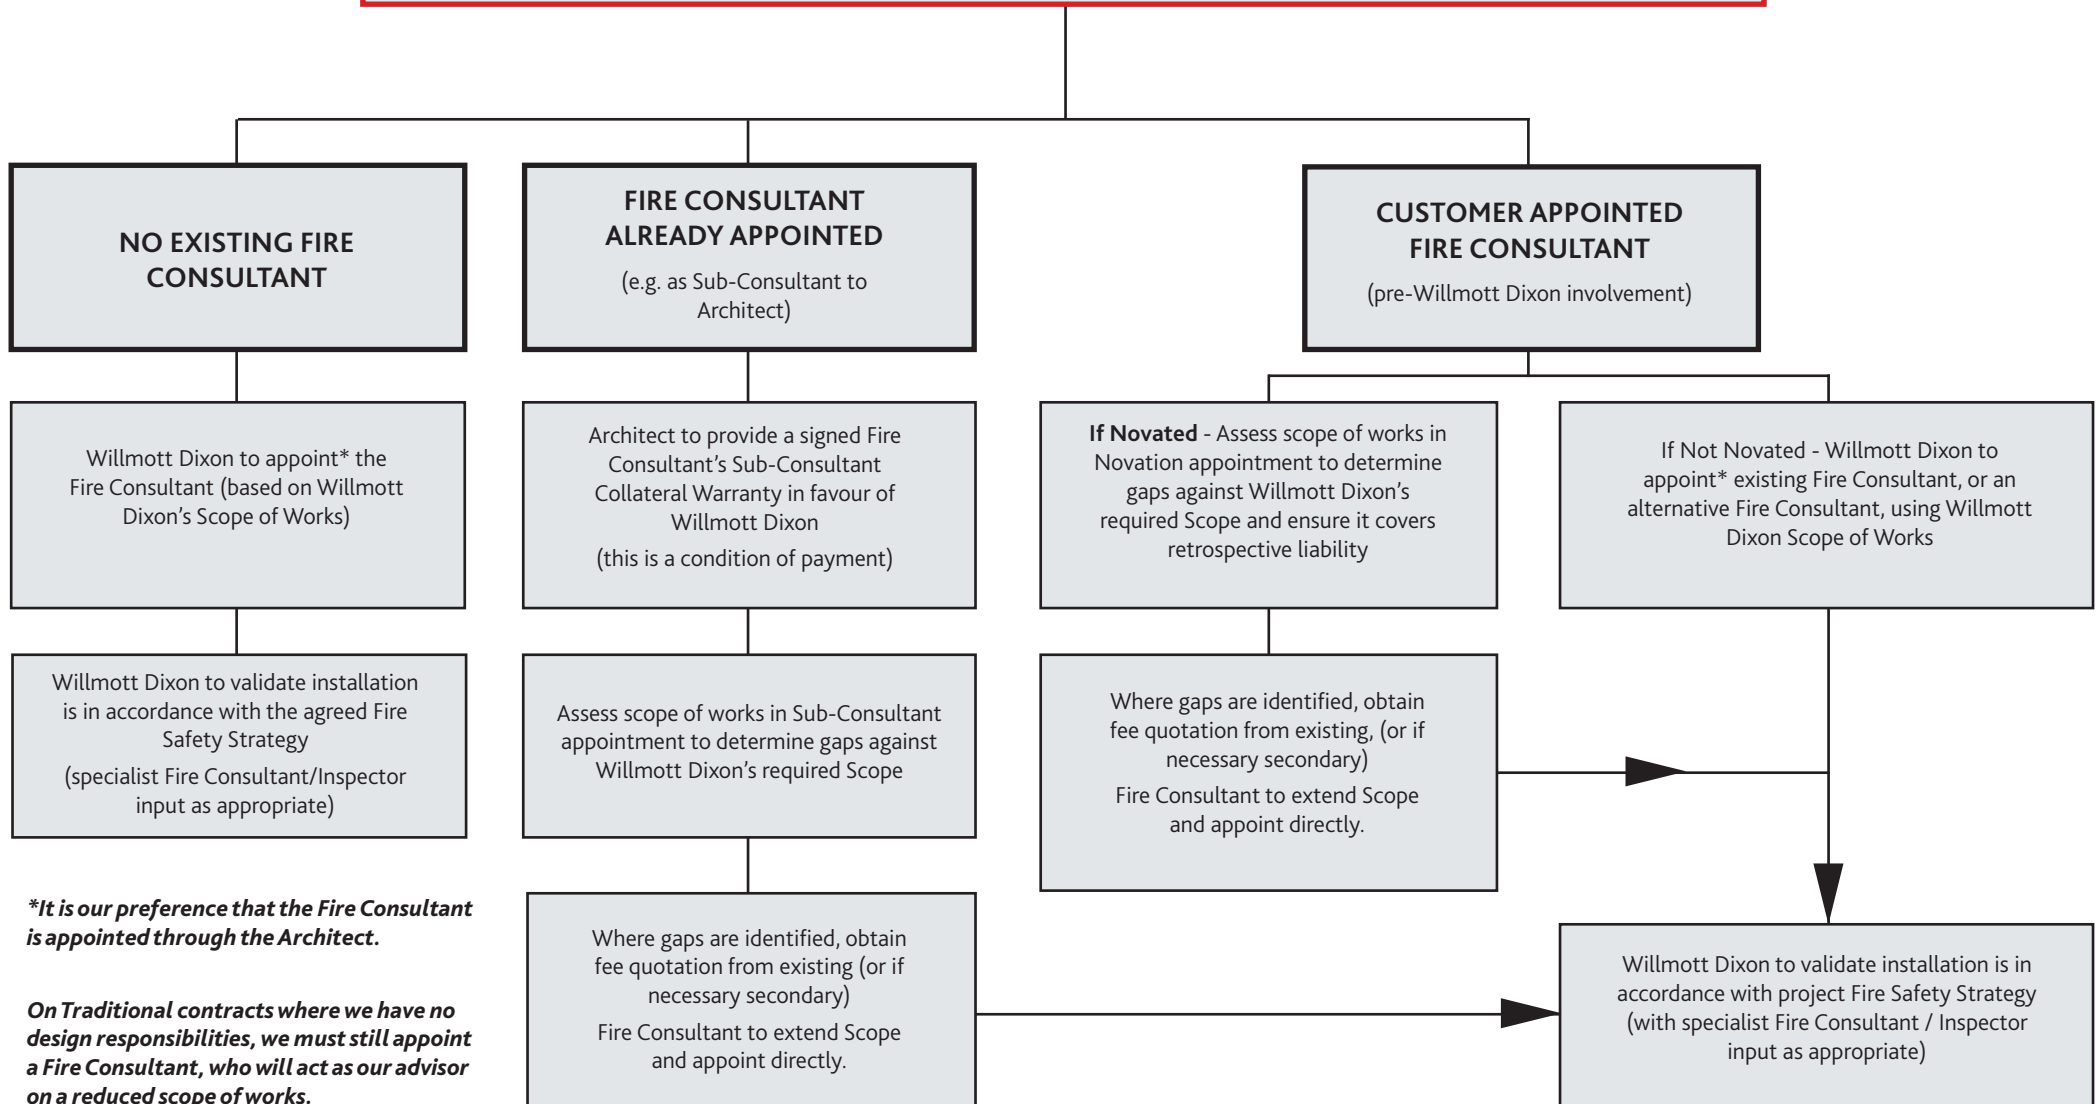 NO EXISTING FIRE
CONSULTANT
FIRE CONSULTANT
ALREADY APPOINTED
(e.g. as Sub-Consultant to
Architect)
CUSTOMER APPOINTED
FIRE CONSULTANT
(pre-Willmott Dixon involvement)
Willmott Dixon to appoint* the
Fire Consultant (based on Willmott
Dixon’s Scope of Works)
Architect to provide a signed Fire
Consultant’s Sub-Consultant
Collateral Warranty in favour of
Willmott Dixon
(this is a condition of payment)
If Novated - Assess scope of works in
Novation appointment to determine
gaps against Willmott Dixon’s
required Scope and ensure it covers
retrospective liability
If Not Novated - Willmott Dixon to
appoint* existing Fire Consultant, or an
alternative Fire Consultant, using Willmott
Dixon Scope of Works
Willmott Dixon to validate installation
is in accordance with the agreed Fire
Safety Strategy
(specialist Fire Consultant/Inspector
input as appropriate)
Assess scope of works in Sub-Consultant
appointment to determine gaps against
Willmott Dixon’s required Scope
Where gaps are identified, obtain
fee quotation from existing, (or if
necessary secondary)
Fire Consultant to extend Scope
and appoint directly.
*It is our preference that the Fire Consultant
is appointed through the Architect.
On Traditional contracts where we have no
design responsibilities, we must still appoint
a Fire Consultant, who will act as our advisor
on a reduced scope of works.
Where gaps are identified, obtain
fee quotation from existing (or if
necessary secondary)
Fire Consultant to extend Scope
and appoint directly.
Willmott Dixon to validate installation is in
accordance with project Fire Safety Strategy
(with specialist Fire Consultant / Inspector
input as appropriate)